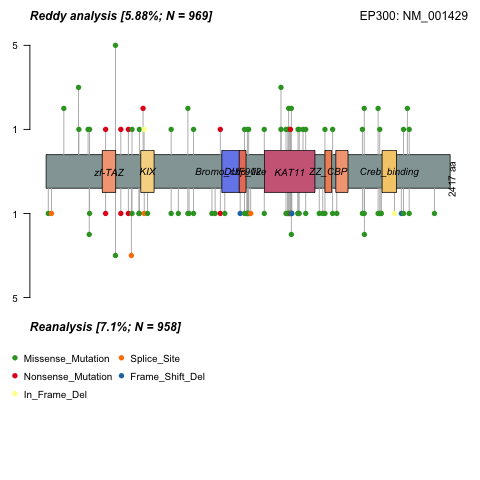 Reddy analysis [5.88%; N = 969]
EP300: NM_001429
5
1
zf-TAZ
KIX
KAT11
ZZ_CBP
Creb_binding
2417 aa
1
5
Reanalysis [7.1%; N = 958]
Missense_Mutation
Splice_Site
Nonsense_Mutation
Frame_Shift_Del
In_Frame_Del